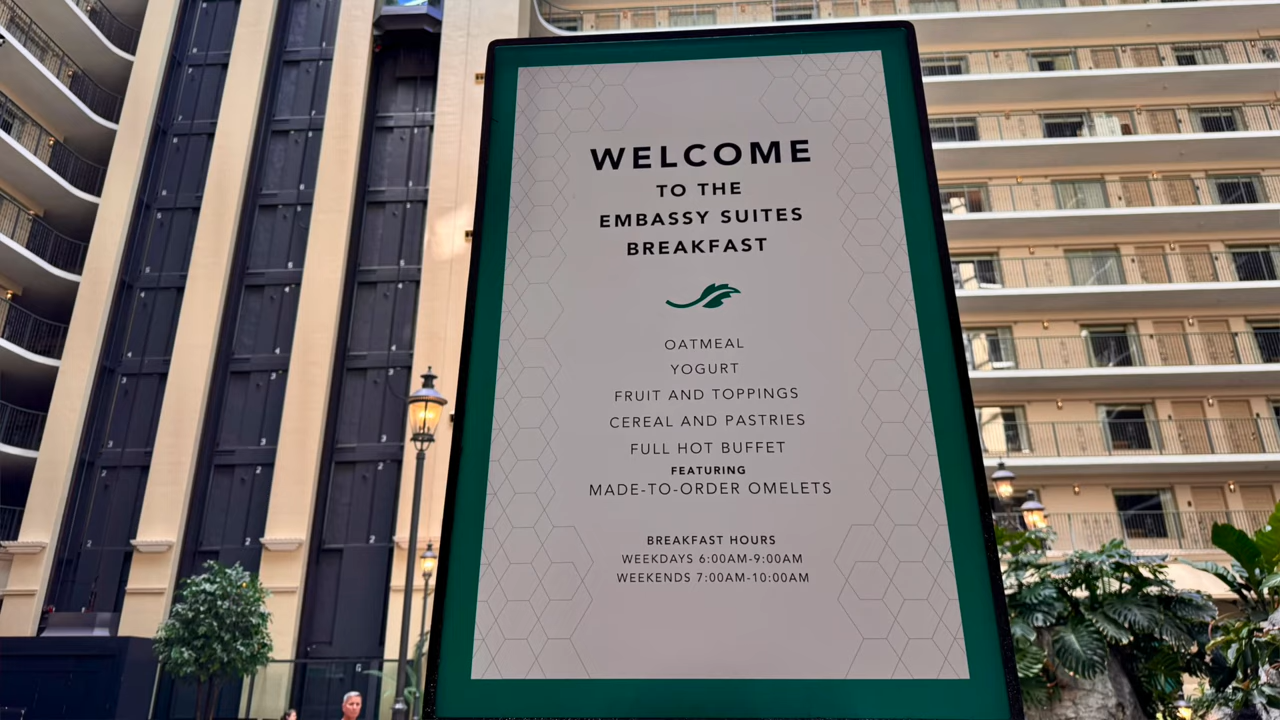 WELCOME
TO THE
EMBASSY SUITES
BREAKFAST
OATMEAL
YOGURT
FRUIT AND TOPPINGS
CEREAL AND PASTRIES
FULL HOT BUFFET
FEATURING
MADE-TO-ORDER OMELETS
BREAKFAST HOURS
WEEKDAYS 6:00AM-9:00AM
WEEKENDS 7:00AM-10:00AM